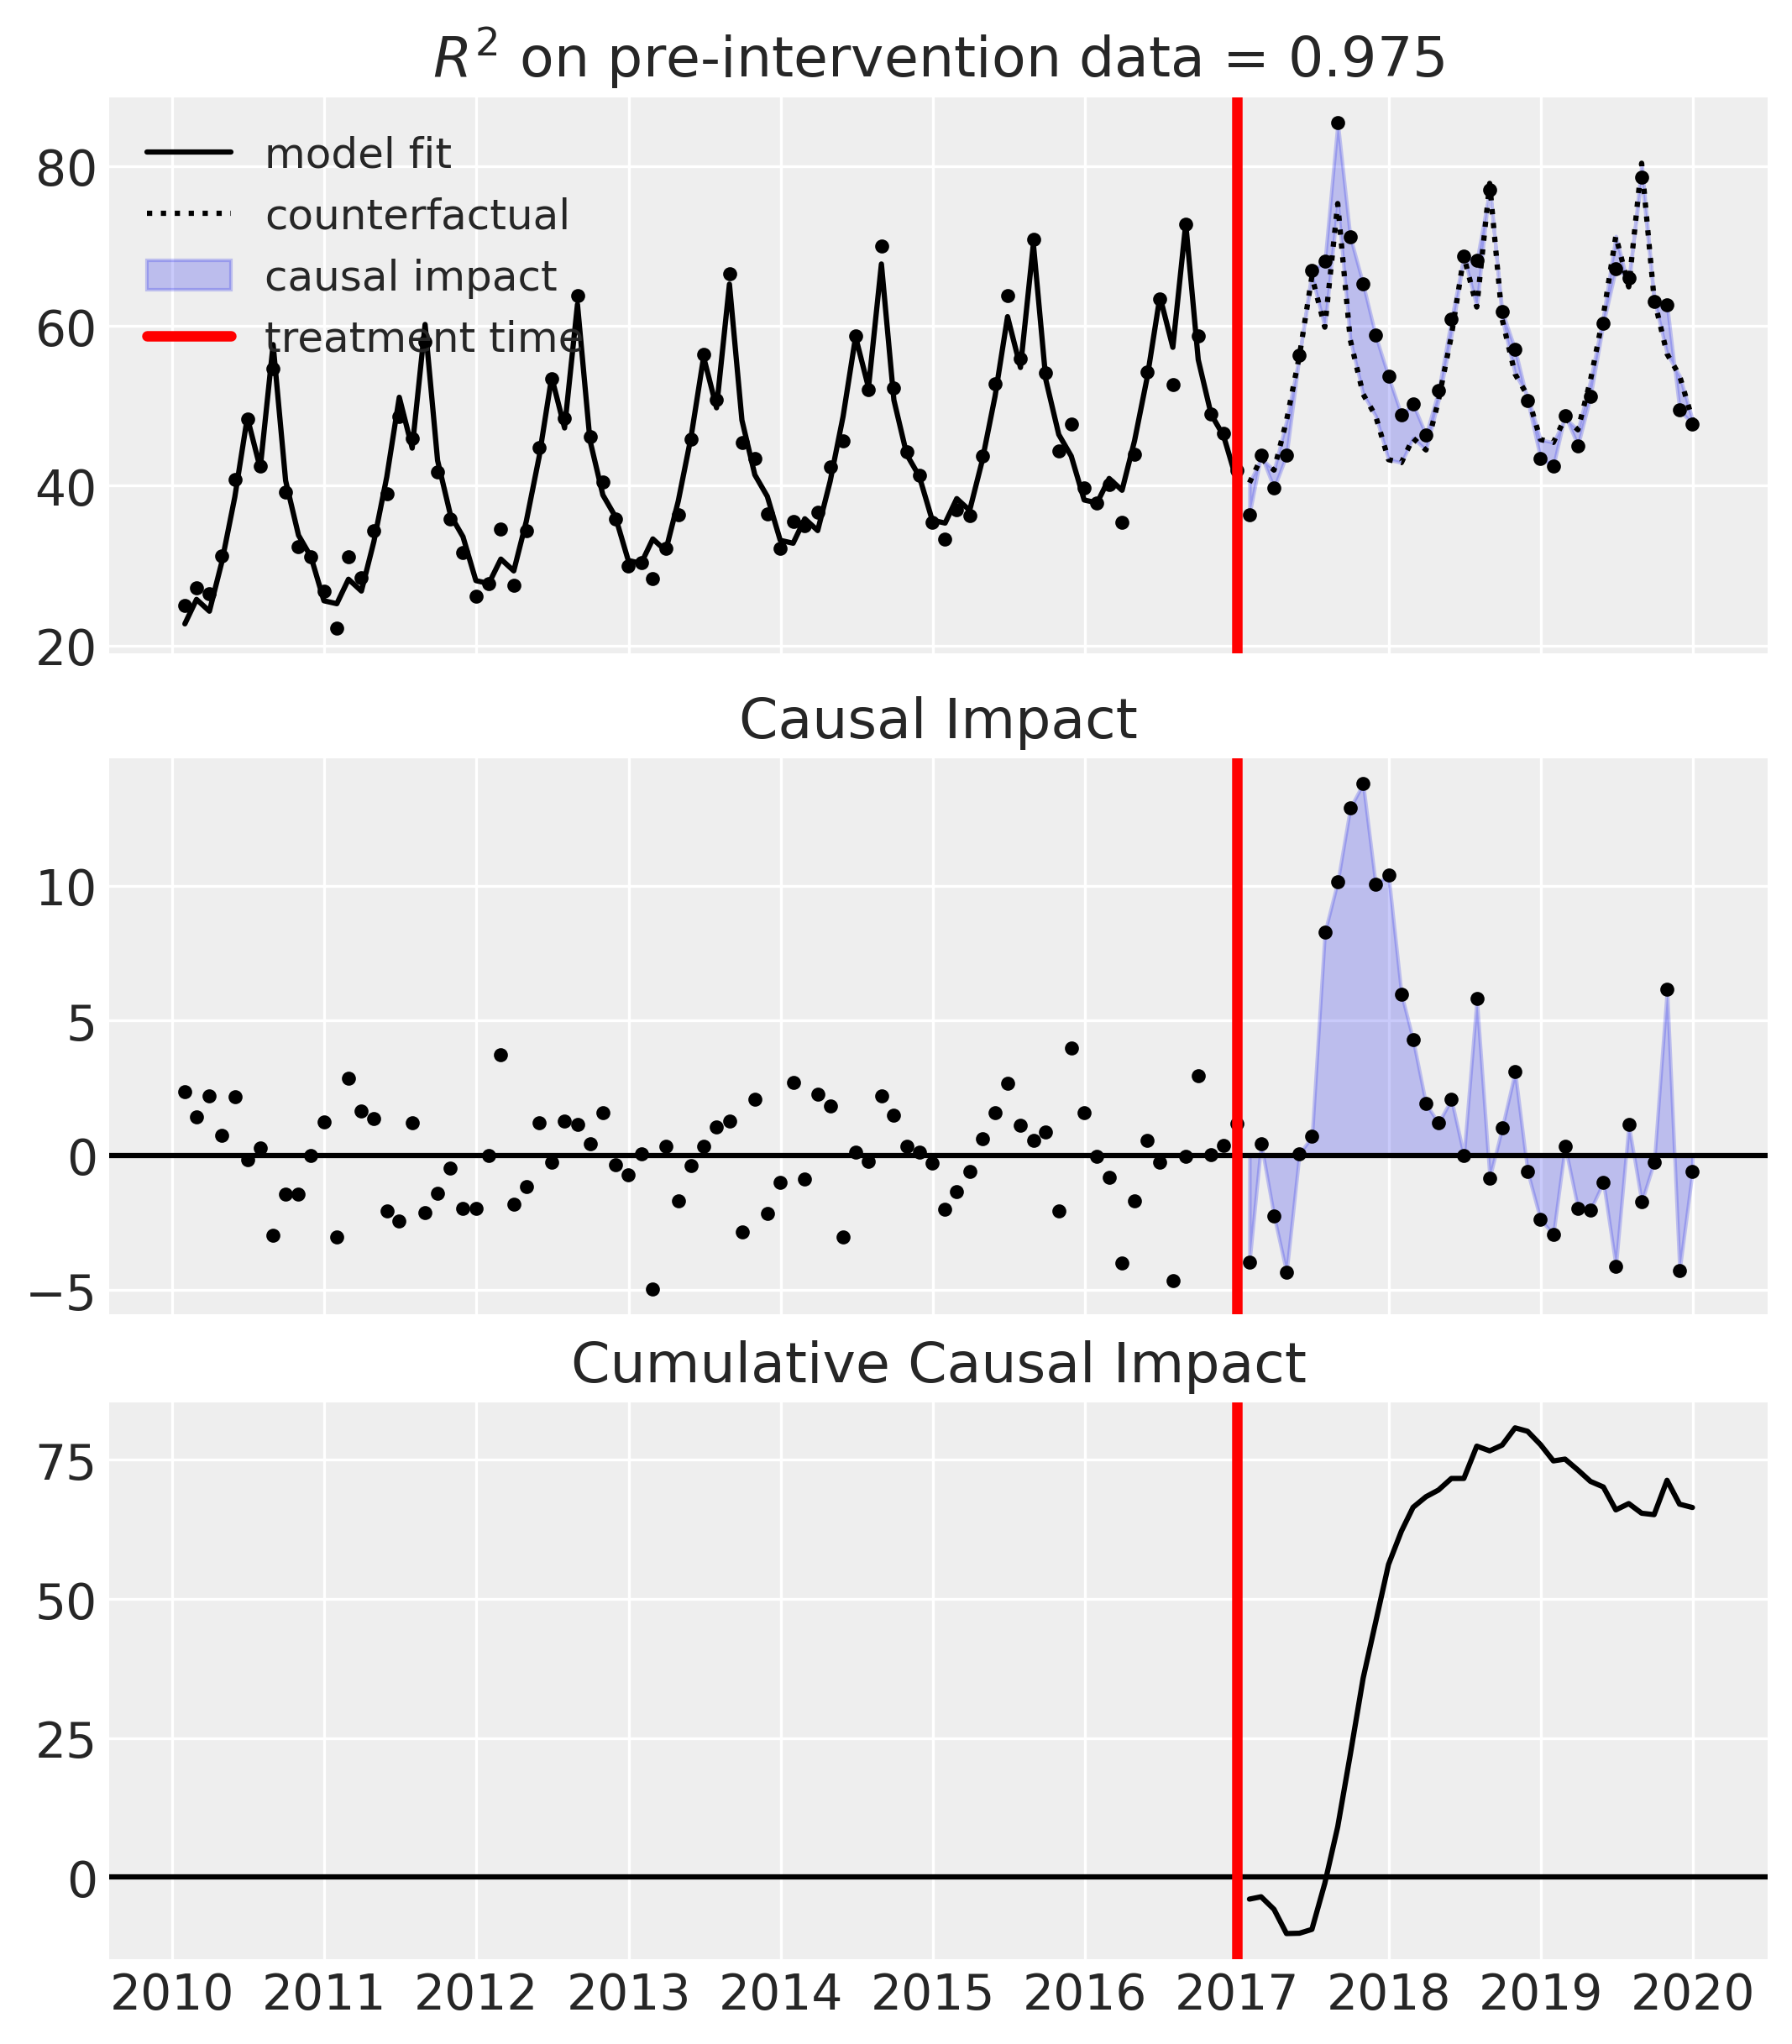 R² on pre-intervention data = 0.975
model fit
counterfactual
causal impact
treatment time
80
60
40
20
Causal Impact
10
5
0
−5
Cumulative Causal Impact
75
50
25
0
2010 2011 2012 2013 2014 2015 2016 2017 2018 2019 2020